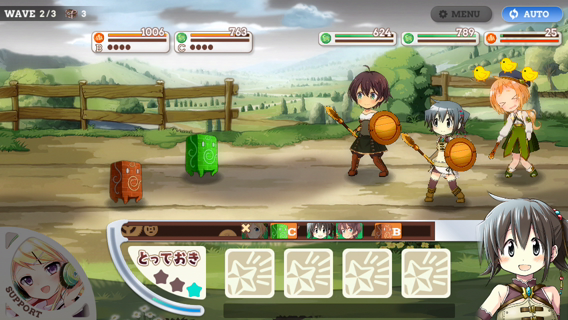 WAVE 2/3
3
MENU
AUTO
1006
B
763
C
624
789
25
C
B
とっておき
SUPPORT